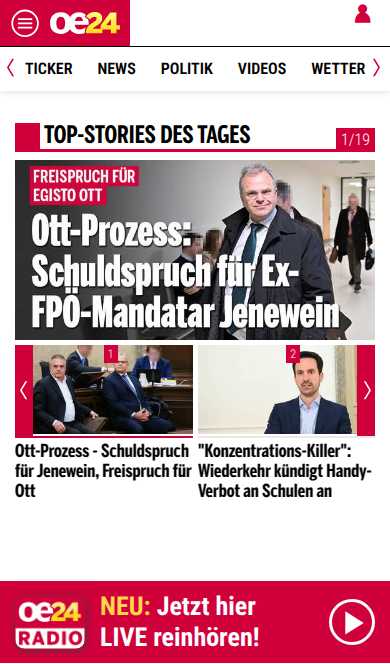 oe24
TICKER NEWS POLITIK VIDEOS WETTER
TOP-STORIES DES TAGES
1/19
FREISPRUCH FÜR
EGISTO OTT
Ott-Prozess:
Schuldspruch für Ex-
FPÖ-Mandatar Jenewein
1
2
Ott-Prozess - Schuldspruch
für Jenewein, Freispruch für
Ott
"Konzentrations-Killer":
Wiederkehr kündigt Handy-
Verbot an Schulen an
oe24
RADIO
NEU: Jetzt hier
LIVE reinhören!